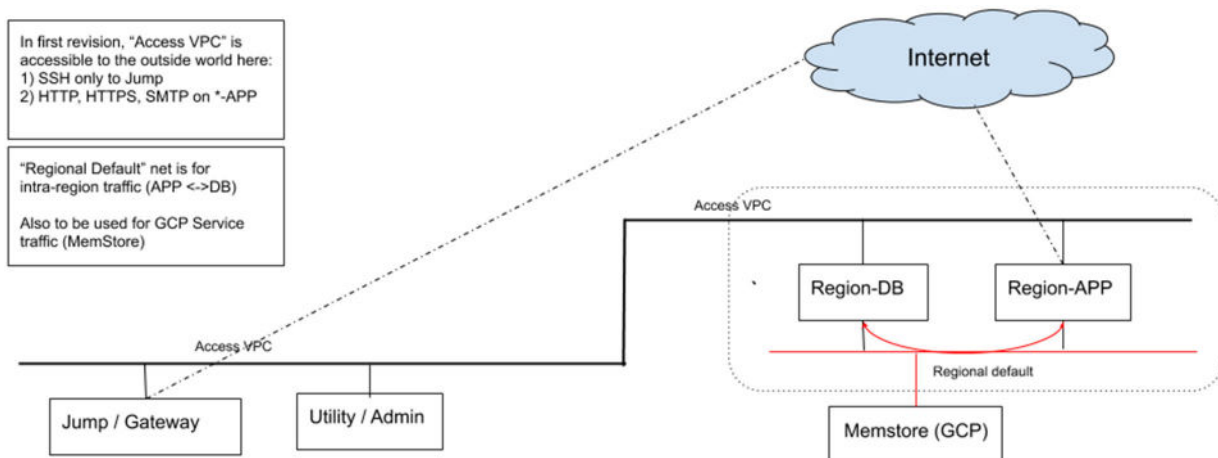 In first revision, “Access VPC” is
accessible to the outside world here:
1) SSH only to Jump
2) HTTP, HTTPS, SMTP on *-APP
“Regional Default” net is for
intra-region traffic (APP <->DB)
Also to be used for GCP Service
traffic (MemStore)
Internet
Access VPC
Region-DB
Region-APP
Regional default
Memstore (GCP)
Access VPC
Jump / Gateway
Utility / Admin